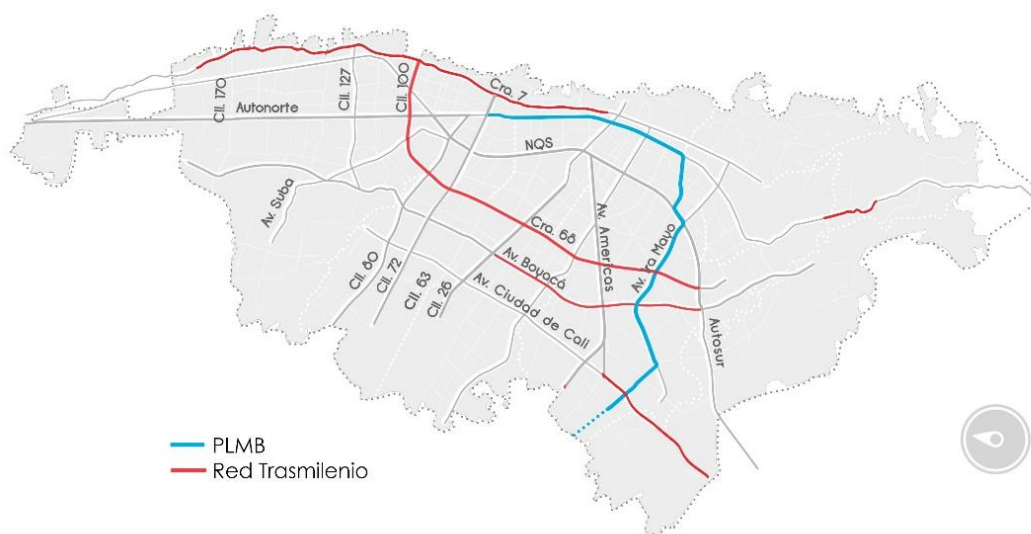 Cll. 170
Autonorte
Cll. 127
Cll. 100
Cra. 7
NQS
Av. Suba
Cra. 68
Av. Americas
Av. 1ra Mayo
Cll. 80
Cll. 72
Cll. 63
Cll. 26
Av. Boyacá
Av. Ciudad de Cali
Autosur
PLMB
Red Trasmilenio